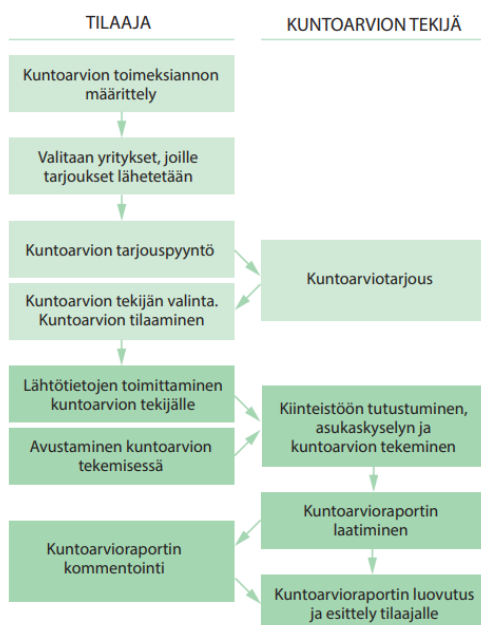 TILAAJA
KUNTOARVION TEKIJÄ
Kuntoarvion toimeksiannon
määrittely
Valitaan yritykset, joille
tarjoukset lähetetään
Kuntoarvion tarjouspyyntö
Kuntoarviotarjous
Kuntoarvion tekijän valinta.
Kuntoarvion tilaaminen
Lähtötietojen toimittaminen
kuntoarvion tekijälle
Avustaminen kuntoarvion
tekemisessä
Kiinteistöön tutustuminen,
asukaskyselyn ja
kuntoarvion tekeminen
Kuntoarvioraportin
laatiminen
Kuntoarvioraportin
kommentointi
Kuntoarvioraportin luovutus
ja esittely tilaajalle